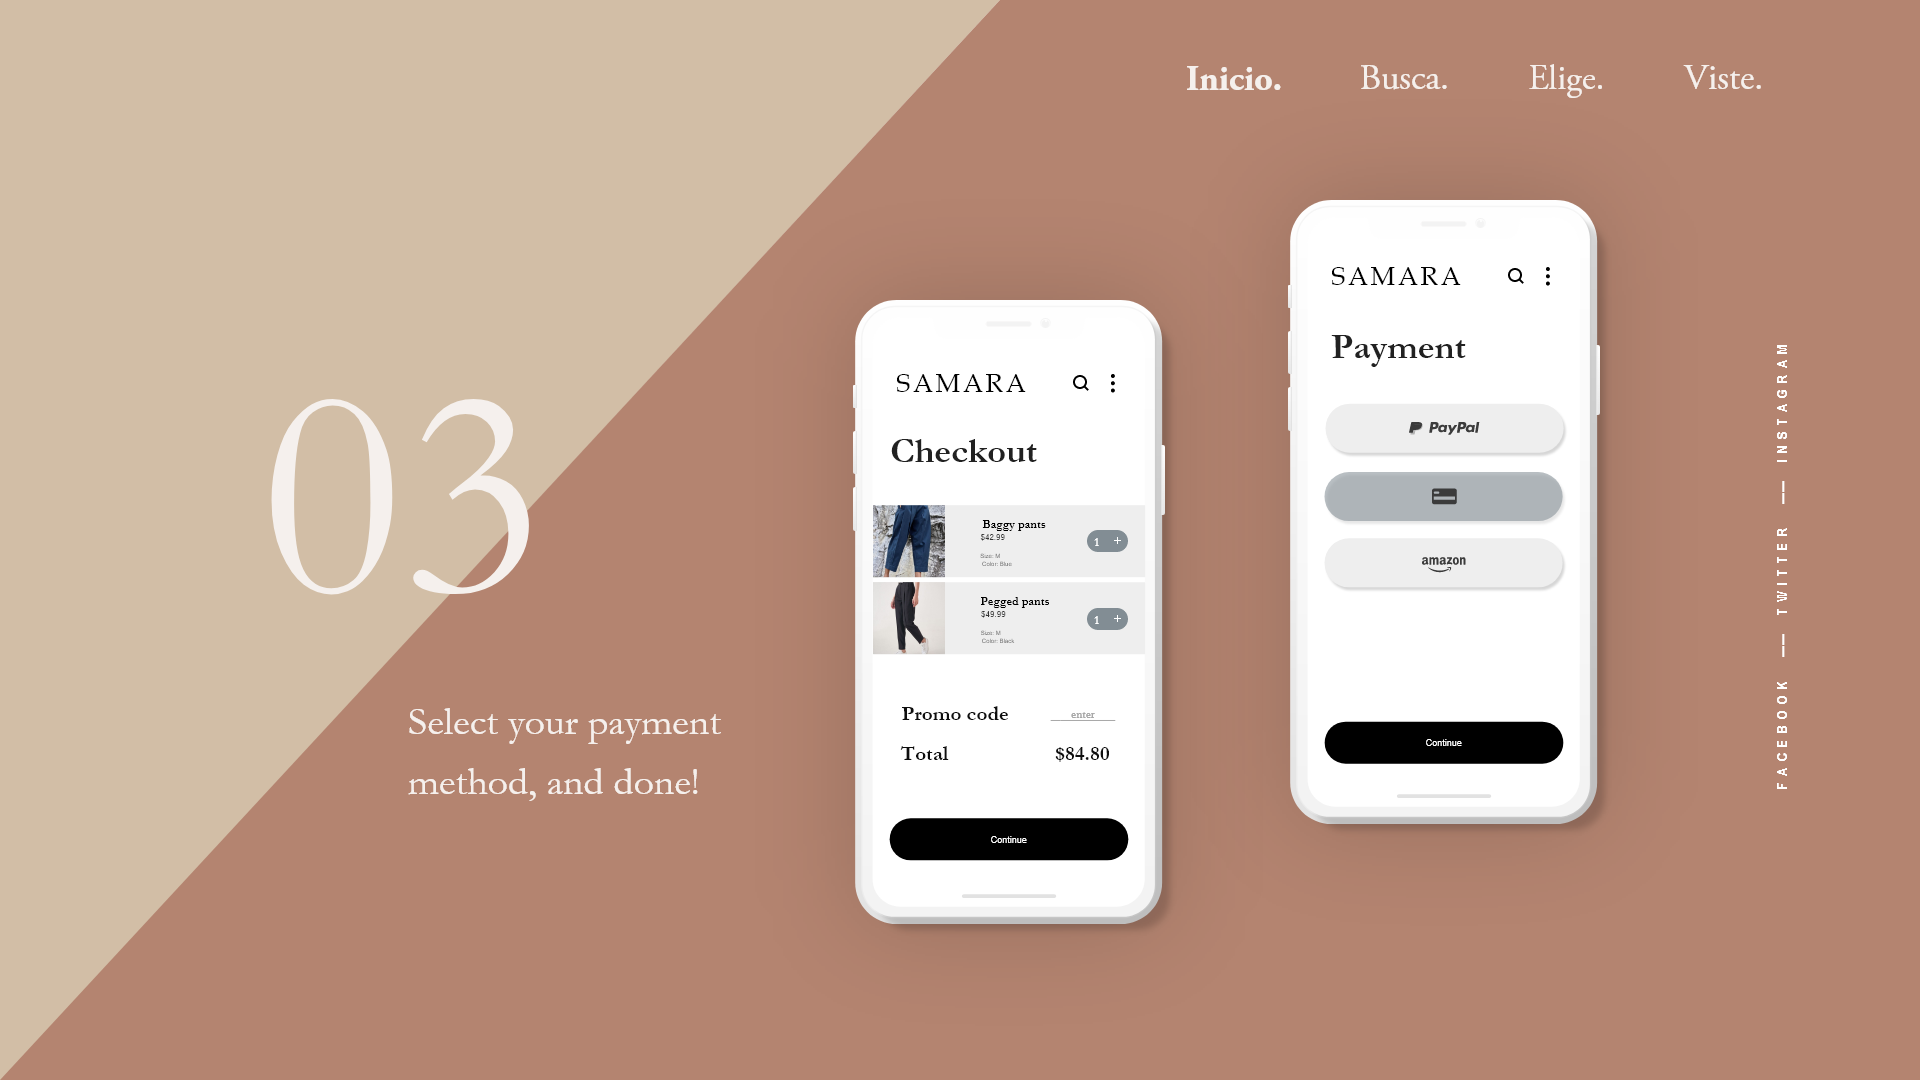 Inicio. Busca. Elige. Viste.
03
Select your payment
method, and done!
SAMARA
Checkout
Baggy pants
$42.99
Size: M
Color: Blue
1 +
Pegged pants
$49.99
Size: M
Color: Black
1 +
Promo code enter
Total $84.80
Continue
SAMARA
Payment
PayPal
amazon
Continue
FACEBOOK — TWITTER — INSTAGRAM